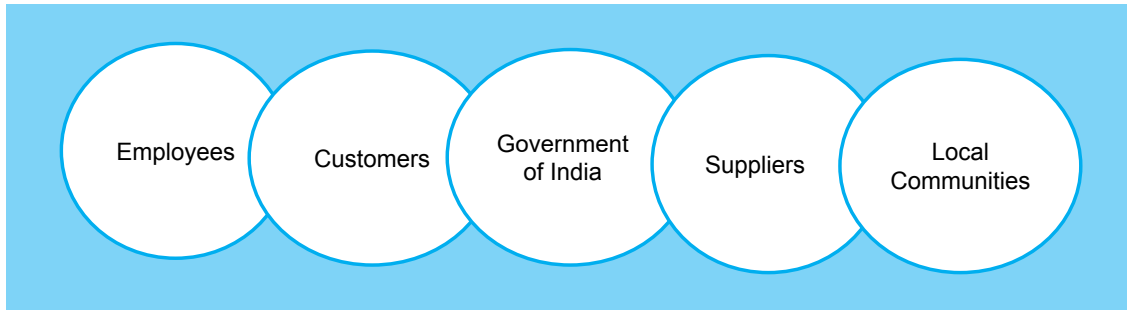 Employees
Customers
Government
of India
Suppliers
Local
Communities